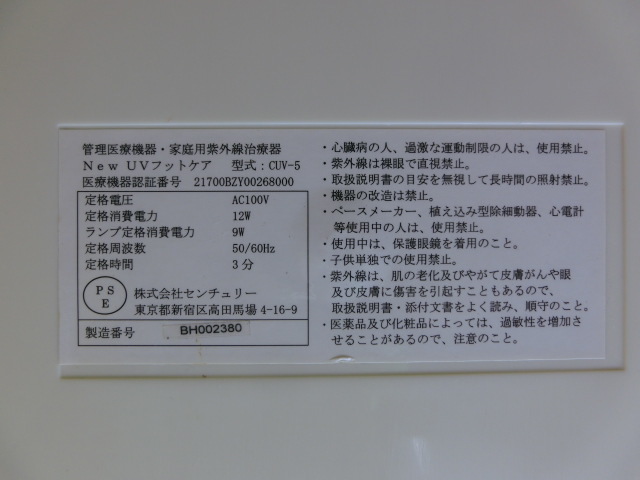 管理医療機器・家庭用紫外線治療器
New UVフットケア 型式：CUV-5
医療機器認証番号 21700BZY00268000
定格電圧 AC100V
定格消費電力 12W
ランプ定格消費電力 9W
定格周波数 50/60Hz
定格時間 3分
PS
E
株式会社センチュリー
東京都新宿区高田馬場4-16-9
製造番号 BH002380
・心臓病の人、過激な運動制限の人は、使用禁止。
・紫外線は裸眼で直視禁止。
・取扱説明書の目安を無視して長時間の照射禁止。
・機器の改造は禁止。
・ペースメーカー、植え込み型除細動器、心電計
等使用中の人は、使用禁止。
・使用中は、保護眼鏡を着用のこと。
・子供単独での使用禁止。
・紫外線は、肌の老化及びやがて皮膚がんや眼
及び皮膚に傷害を引起すこともあるので、
取扱説明書・添付文書をよく読み、順守のこと。
・医薬品及び化粧品によっては、過敏性を増加さ
せることがあるので、注意のこと。